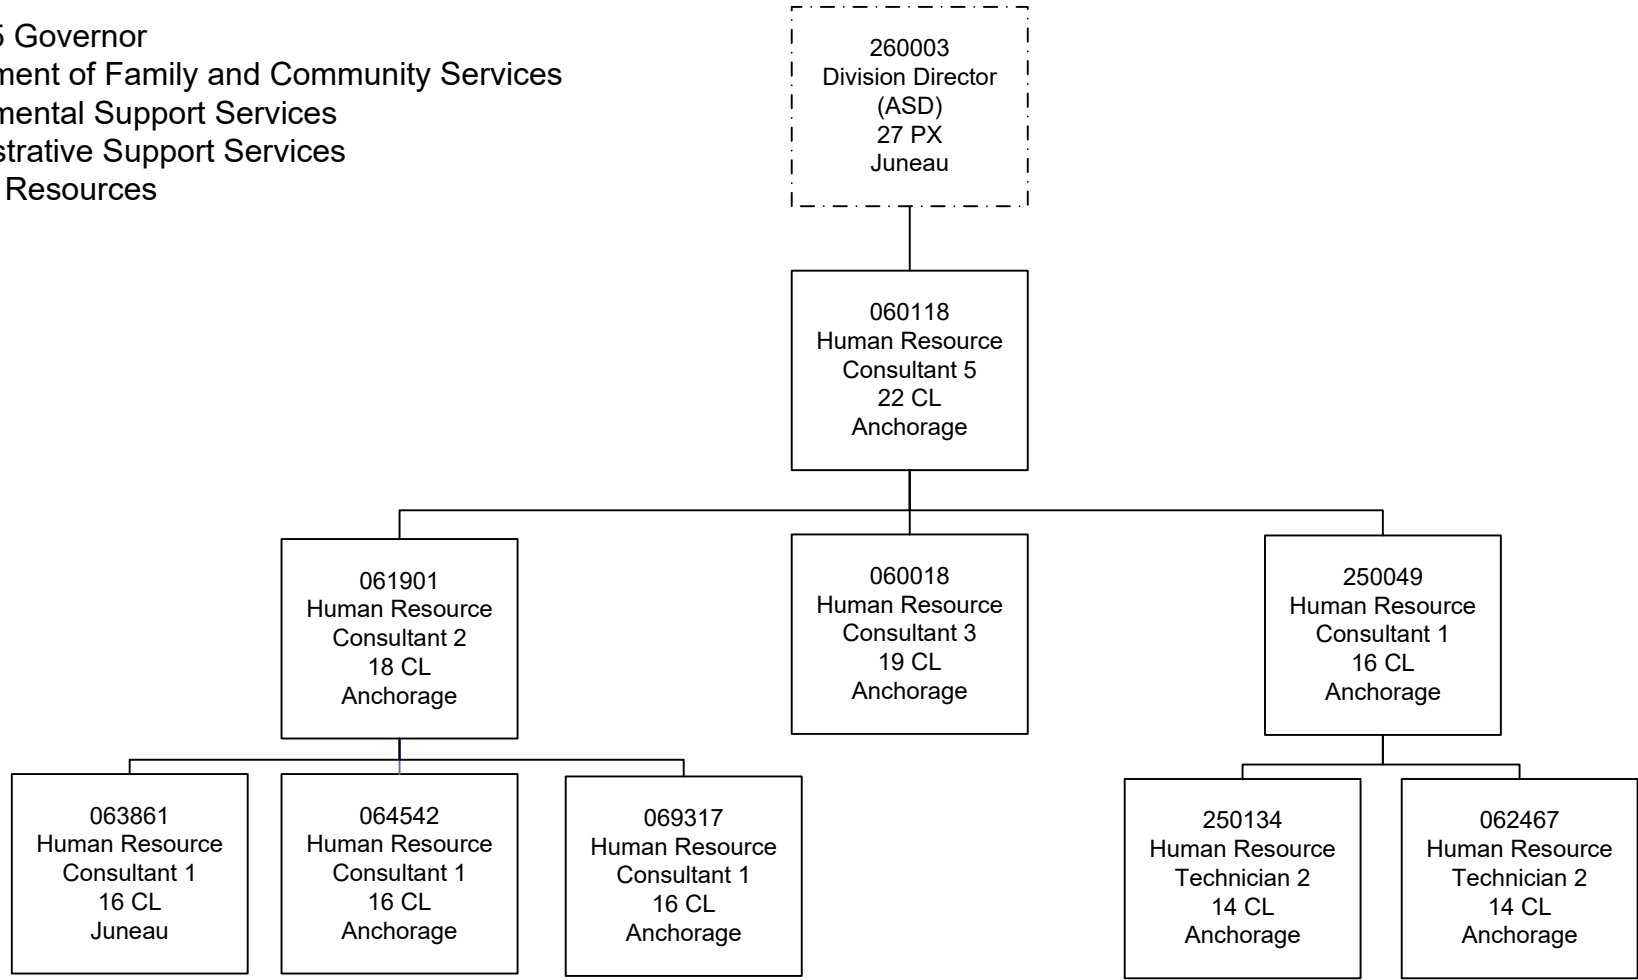 5 Governor
ment of Family and Community Services
mental Support Services
strative Support Services
Resources
260003
Division Director
(ASD)
27 PX
Juneau
060118
Human Resource
Consultant 5
22 CL
Anchorage
061901
Human Resource
Consultant 2
18 CL
Anchorage
060018
Human Resource
Consultant 3
19 CL
Anchorage
250049
Human Resource
Consultant 1
16 CL
Anchorage
063861
Human Resource
Consultant 1
16 CL
Juneau
064542
Human Resource
Consultant 1
16 CL
Anchorage
069317
Human Resource
Consultant 1
16 CL
Anchorage
250134
Human Resource
Technician 2
14 CL
Anchorage
062467
Human Resource
Technician 2
14 CL
Anchorage